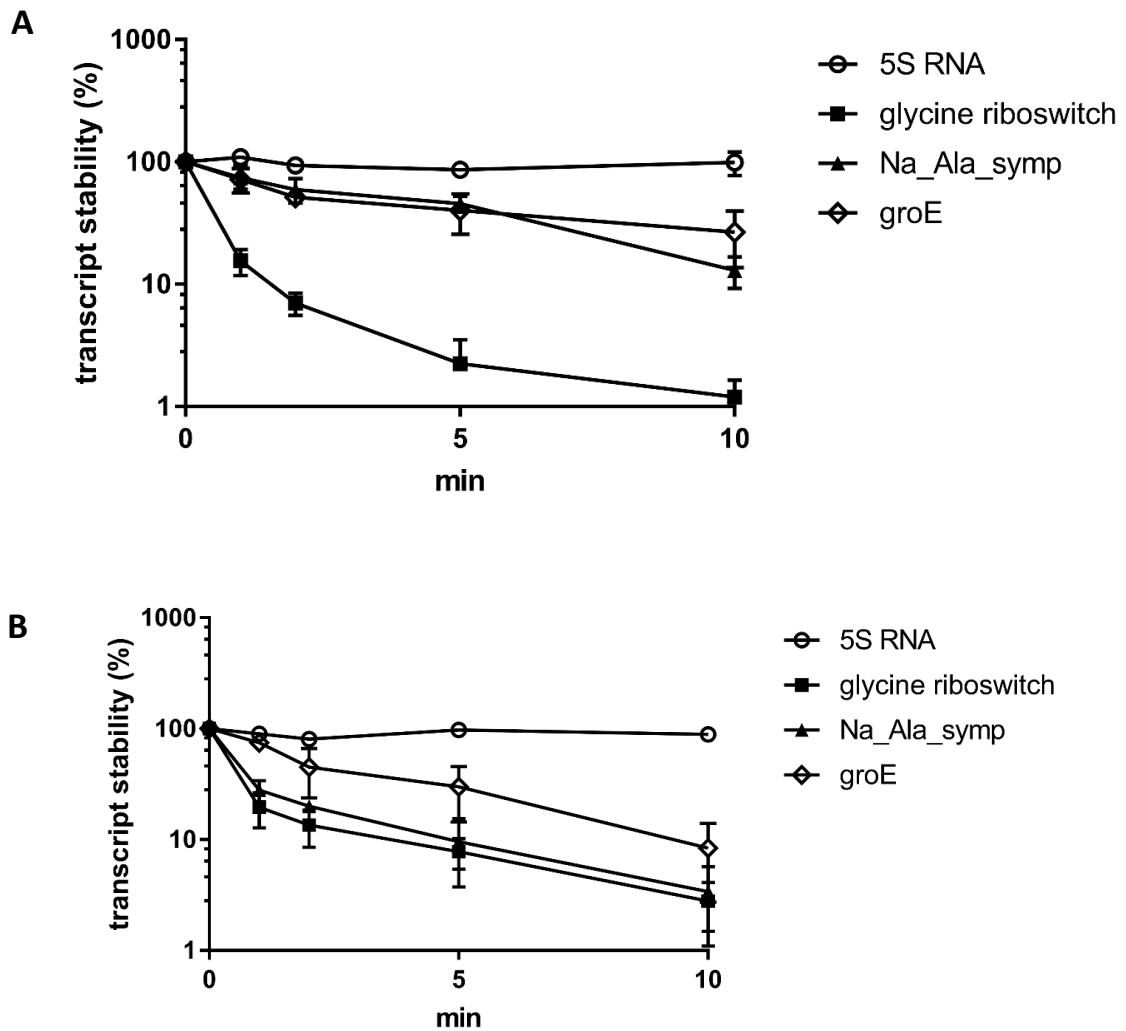 A
transcript stability (%)
1000
100
10
1
0
5
10
min
5S RNA
glycine riboswitch
Na_Ala_symp
groE
B
transcript stability (%)
1000
100
10
1
0
5
10
min
5S RNA
glycine riboswitch
Na_Ala_symp
groE